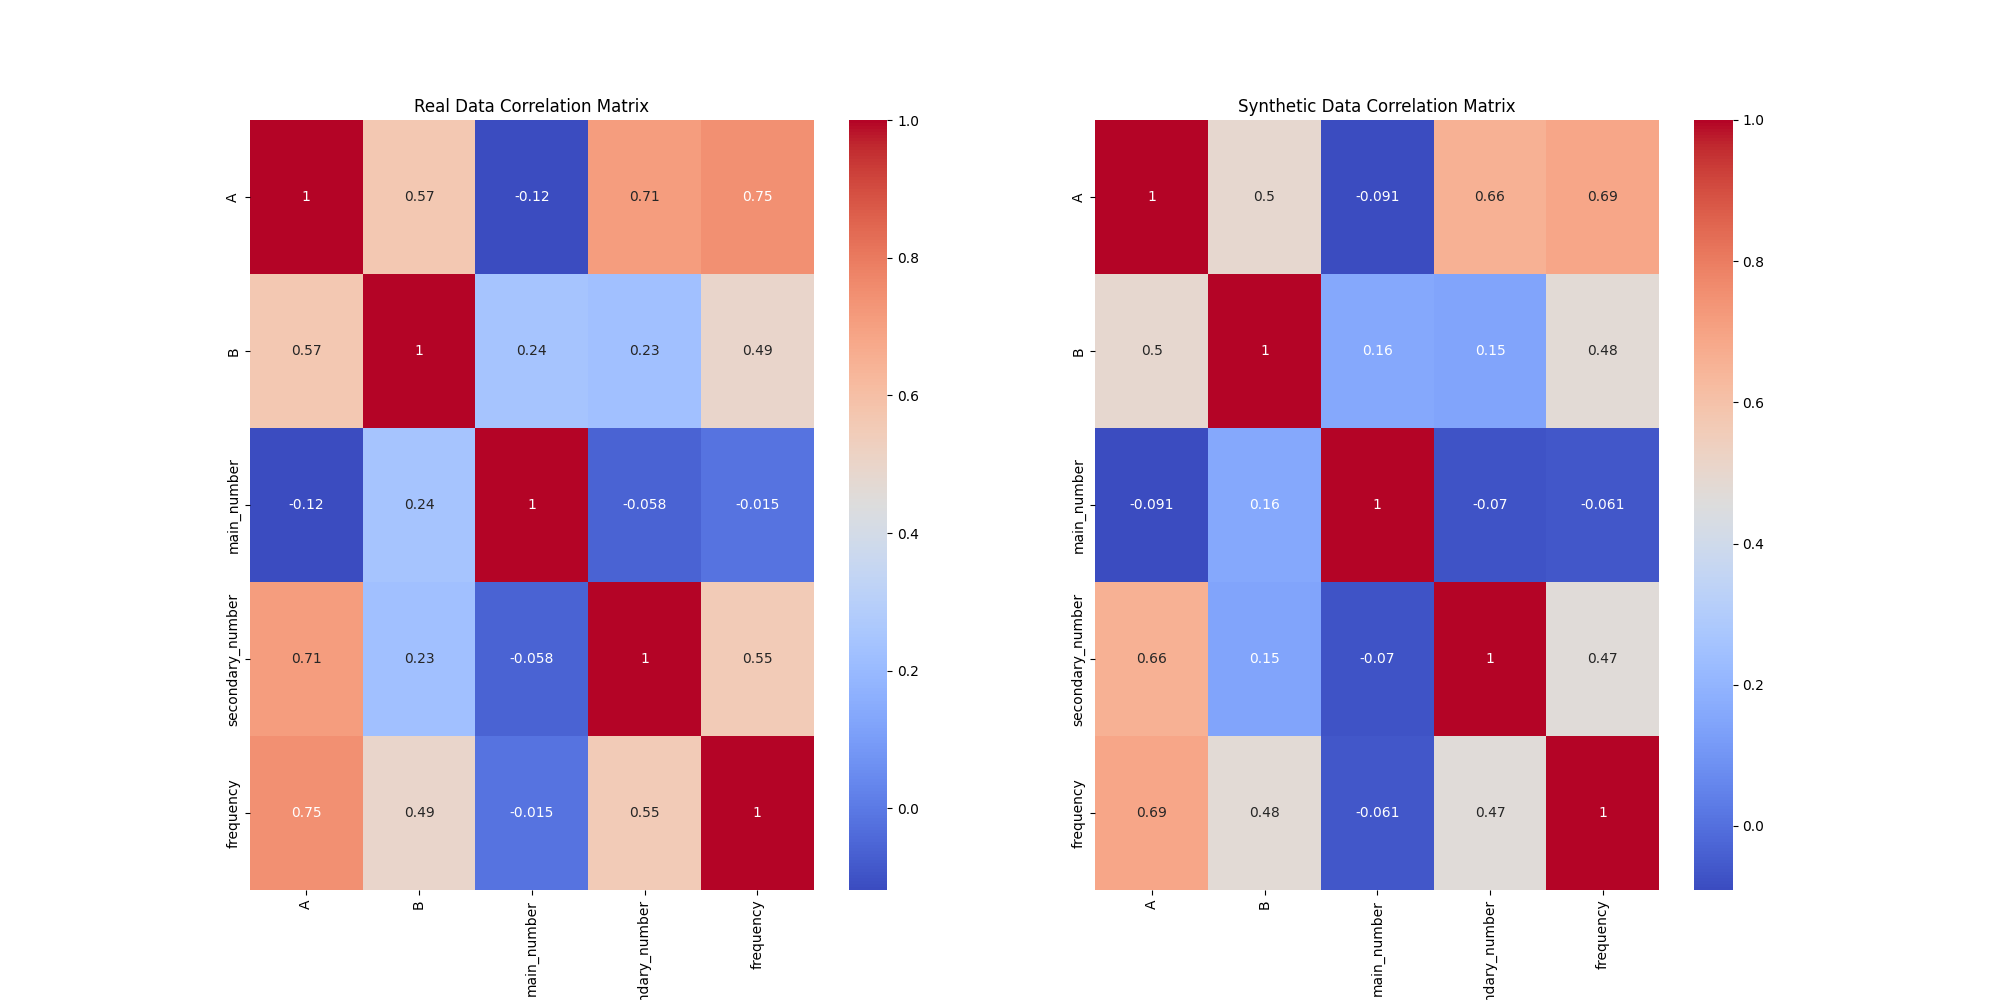 Real Data Correlation Matrix
A 1 0.57 -0.12 0.71 0.75
B 0.57 1 0.24 0.23 0.49
main_number -0.12 0.24 1 -0.058 -0.015
secondary_number 0.71 0.23 -0.058 1 0.55
frequency 0.75 0.49 -0.015 0.55 1
A B main_number ndary_number frequency
1.0
0.8
0.6
0.4
0.2
0.0
Synthetic Data Correlation Matrix
A 1 0.5 -0.091 0.66 0.69
B 0.5 1 0.16 0.15 0.48
main_number -0.091 0.16 1 -0.07 -0.061
secondary_number 0.66 0.15 -0.07 1 0.47
frequency 0.69 0.48 -0.061 0.47 1
A B main_number ndary_number frequency
1.0
0.8
0.6
0.4
0.2
0.0